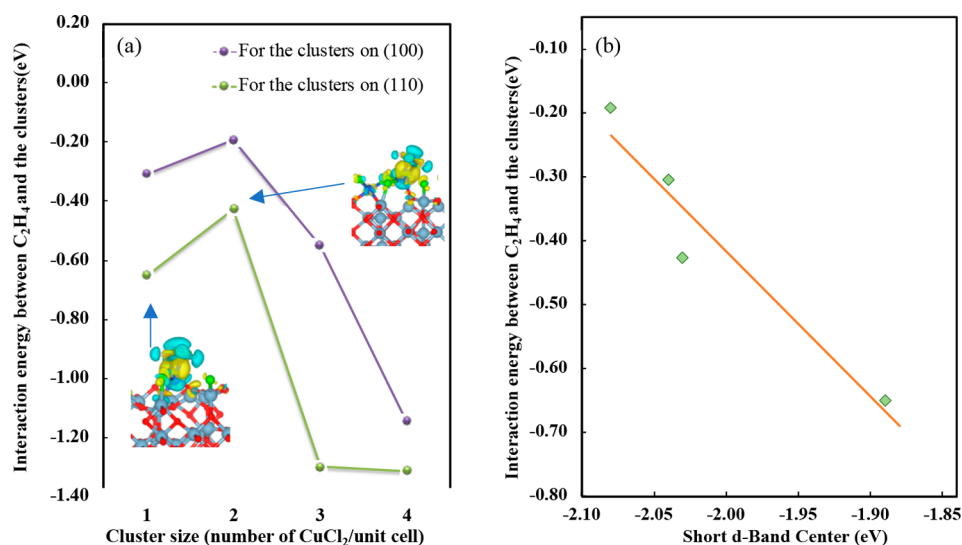 Interaction energy between C₂H₄ and the clusters(eV)
(a)
For the clusters on (100)
For the clusters on (110)
0.20
0.00
-0.20
-0.40
-0.60
-0.80
-1.00
-1.20
-1.40
1 2 3 4
Cluster size (number of CuCl₂/unit cell)
Interaction energy between C₂H₄ and the clusters(eV)
(b)
-0.10
-0.20
-0.30
-0.40
-0.50
-0.60
-0.70
-0.80
-2.10 -2.05 -2.00 -1.95 -1.90 -1.85
Short d-Band Center (eV)